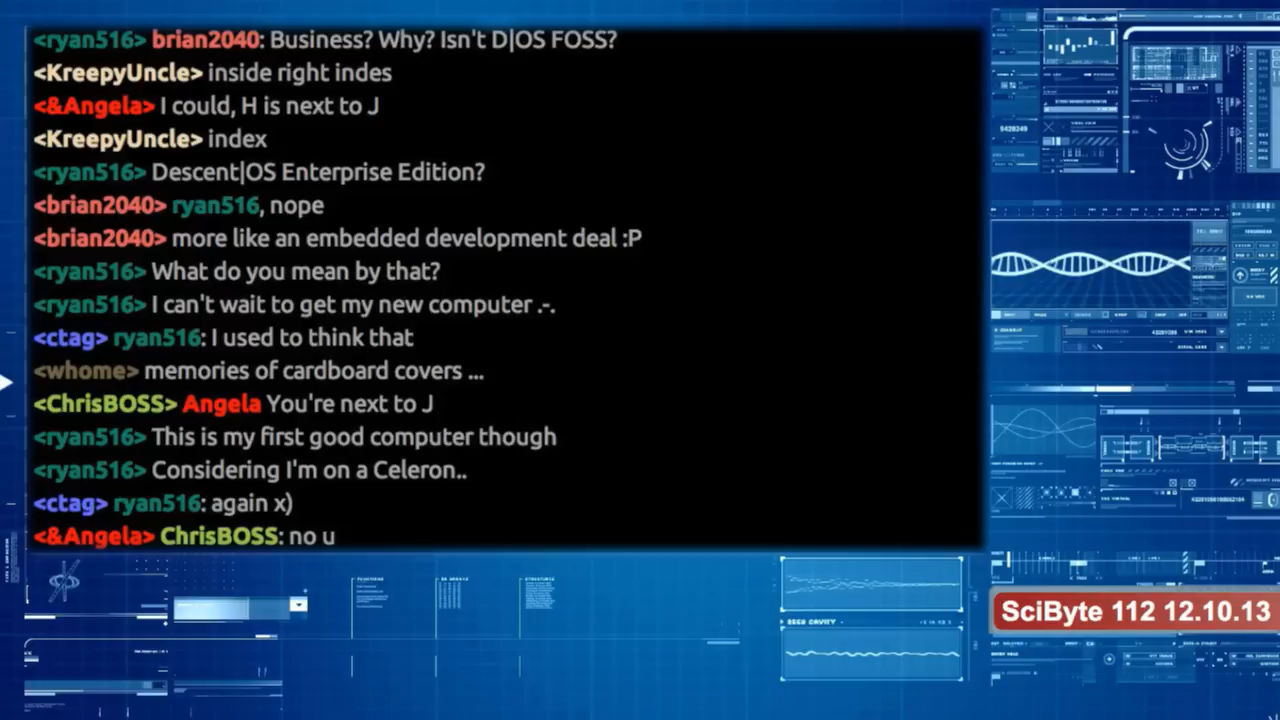 <ryan516> brian2040: Business? Why? Isn't D|OS FOSS?
<KreepyUncle> inside right indes
<&Angela> I could, H is next to J
<KreepyUncle> index
<ryan516> Descent|OS Enterprise Edition?
<brian2040> ryan516, nope
<brian2040> more like an embedded development deal :P
<ryan516> What do you mean by that?
<ryan516> I can't wait to get my new computer .-.
<ctag> ryan516: I used to think that
<whome> memories of cardboard covers ...
<ChrisBOSS> Angela You're next to J
<ryan516> This is my first good computer though
<ryan516> Considering I'm on a Celeron..
<ctag> ryan516: again x)
<&Angela> ChrisBOSS: no u
9420249
SciByte 112 12.10.13